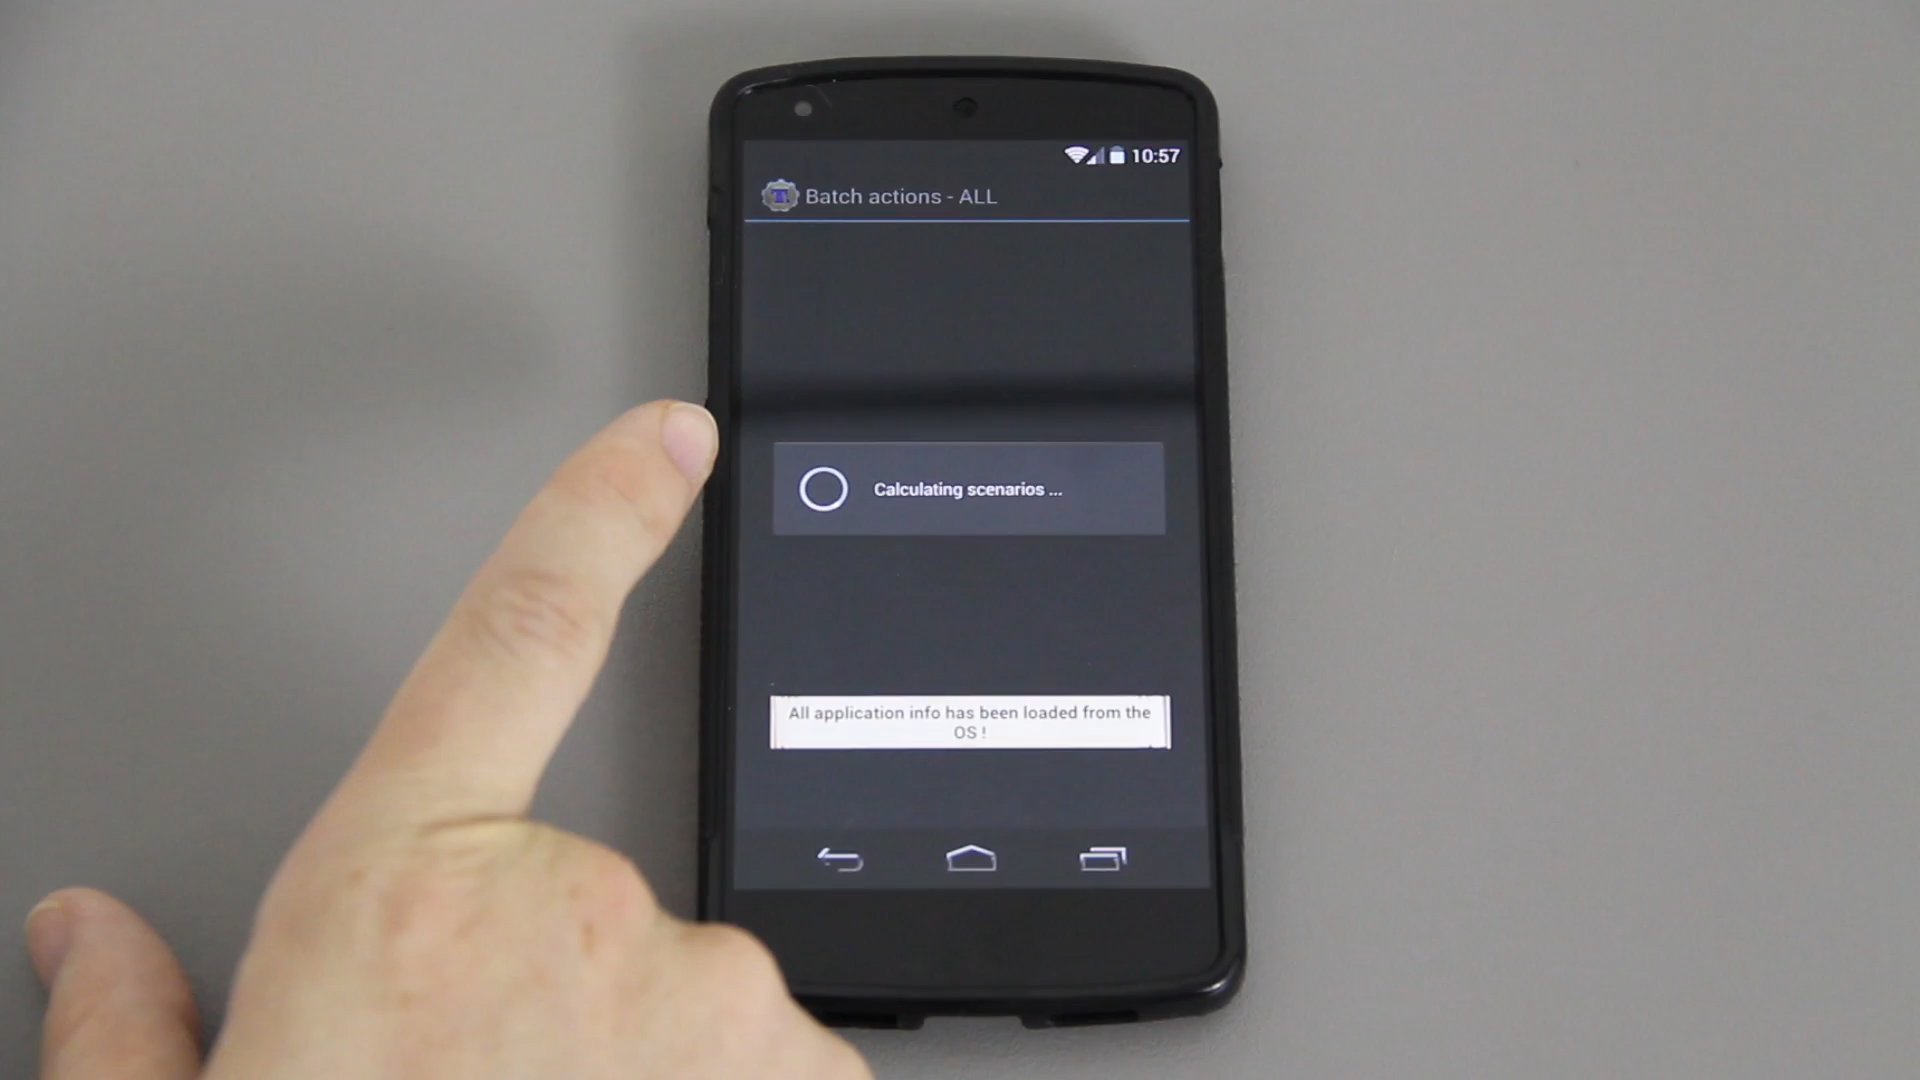 10:57
Batch actions - ALL
Calculating scenarios ...
All application info has been loaded from the
OS !